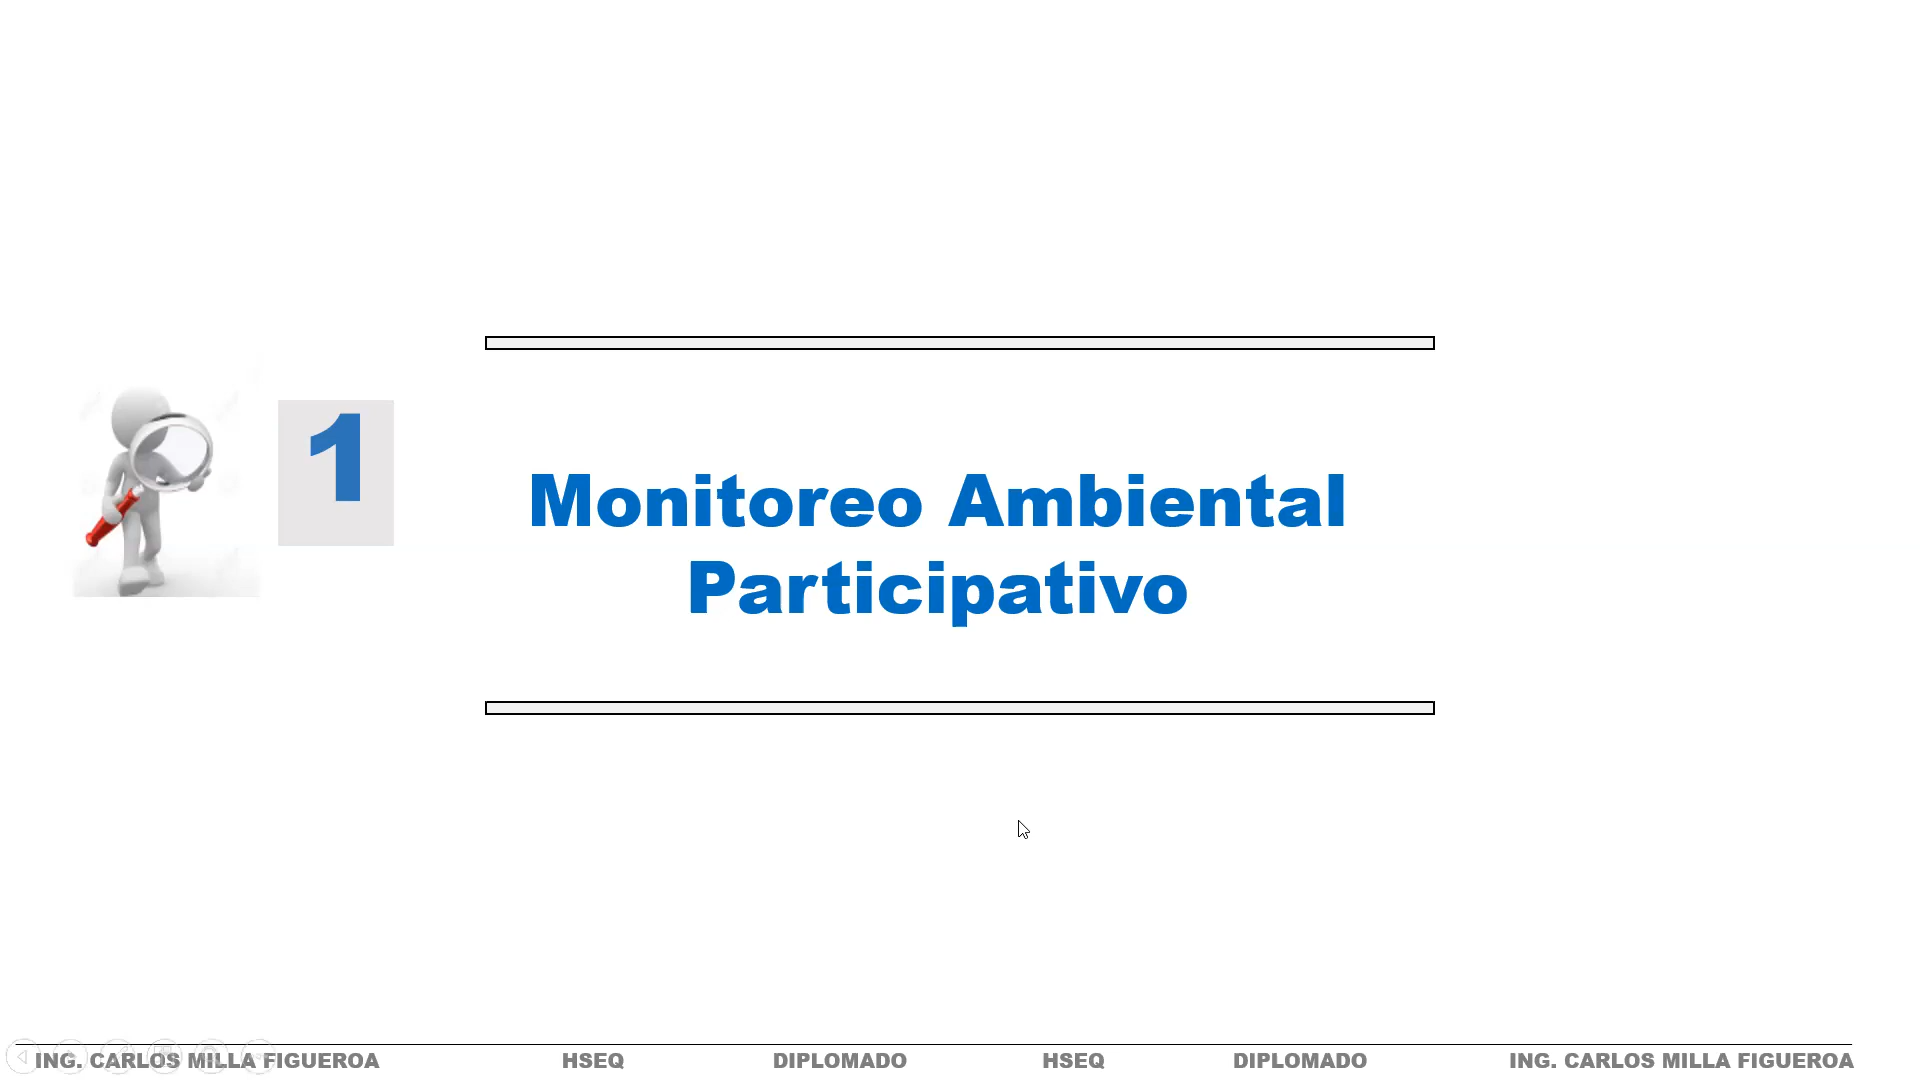 1
Monitoreo Ambiental
Participativo
ING. CARLOS MILLA FIGUEROA HSEQ DIPLOMADO HSEQ DIPLOMADO ING. CARLOS MILLA FIGUEROA